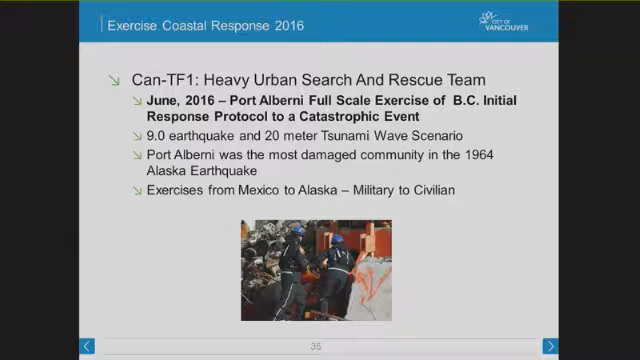 Exercise Coastal Response 2016
CITY OF
VANCOUVER
Can-TF1: Heavy Urban Search And Rescue Team
June, 2016 – Port Alberni Full Scale Exercise of B.C. Initial
Response Protocol to a Catastrophic Event
9.0 earthquake and 20 meter Tsunami Wave Scenario
Port Alberni was the most damaged community in the 1964
Alaska Earthquake
Exercises from Mexico to Alaska – Military to Civilian
35